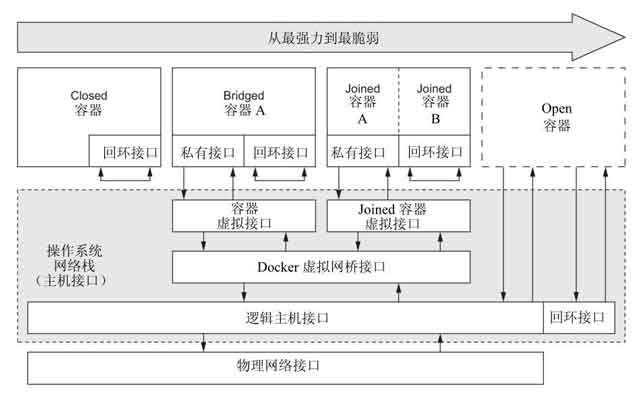 从最强力到最脆弱
Closed
容器
回环接口
Bridged
容器 A
私有接口
回环接口
Joined
容器
A
Joined
容器
B
私有接口
回环接口
Open
容器
容器
虚拟接口
Joined 容器
虚拟接口
操作系统
网络栈
（主机接口）
Docker 虚拟网桥接口
逻辑主机接口
回环接口
物理网络接口